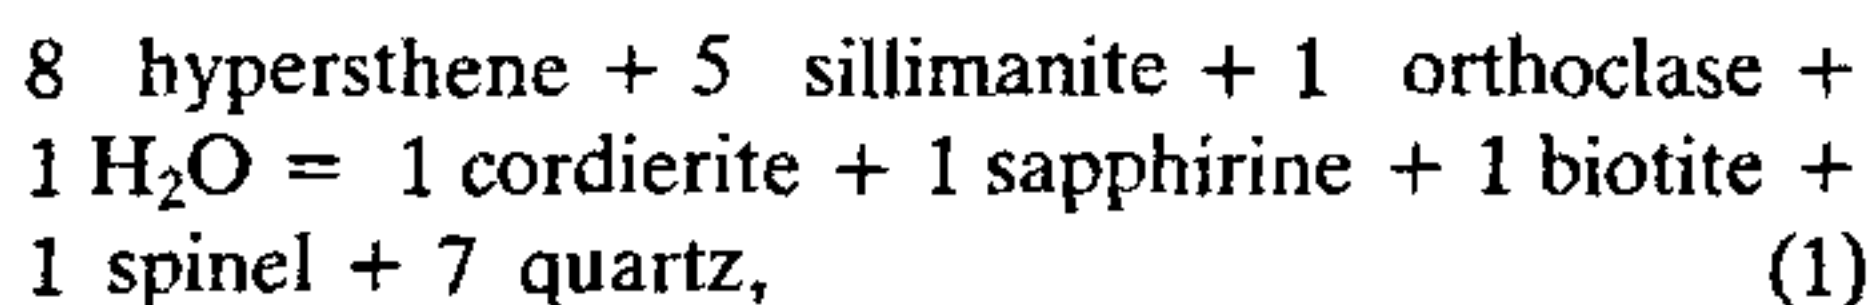 8 hypersthene + 5 sillimanite + 1 orthoclase +
1 H₂O = 1 cordierite + 1 sapphirine + 1 biotite +
1 spinel + 7 quartz, (1)